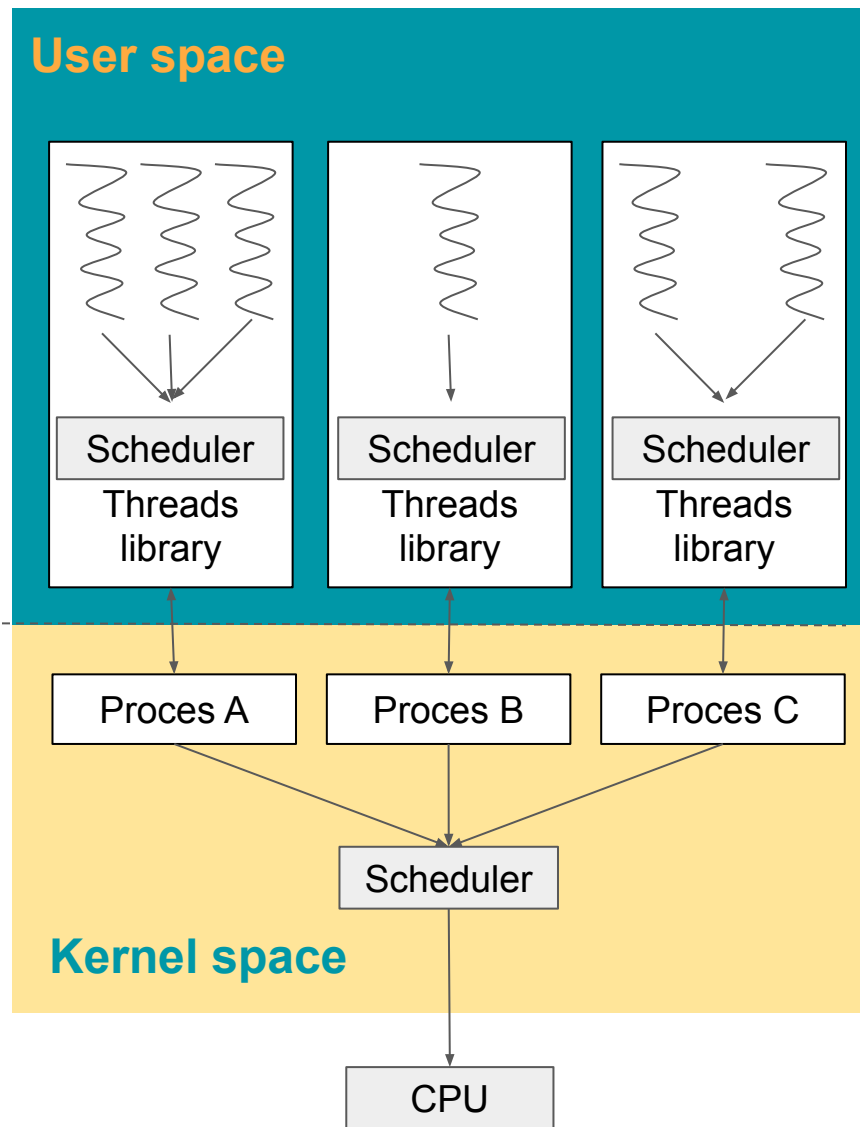 User space
Scheduler
Threads
library
Scheduler
Threads
library
Scheduler
Threads
library
Proces A
Proces B
Proces C
Scheduler
Kernel space
CPU